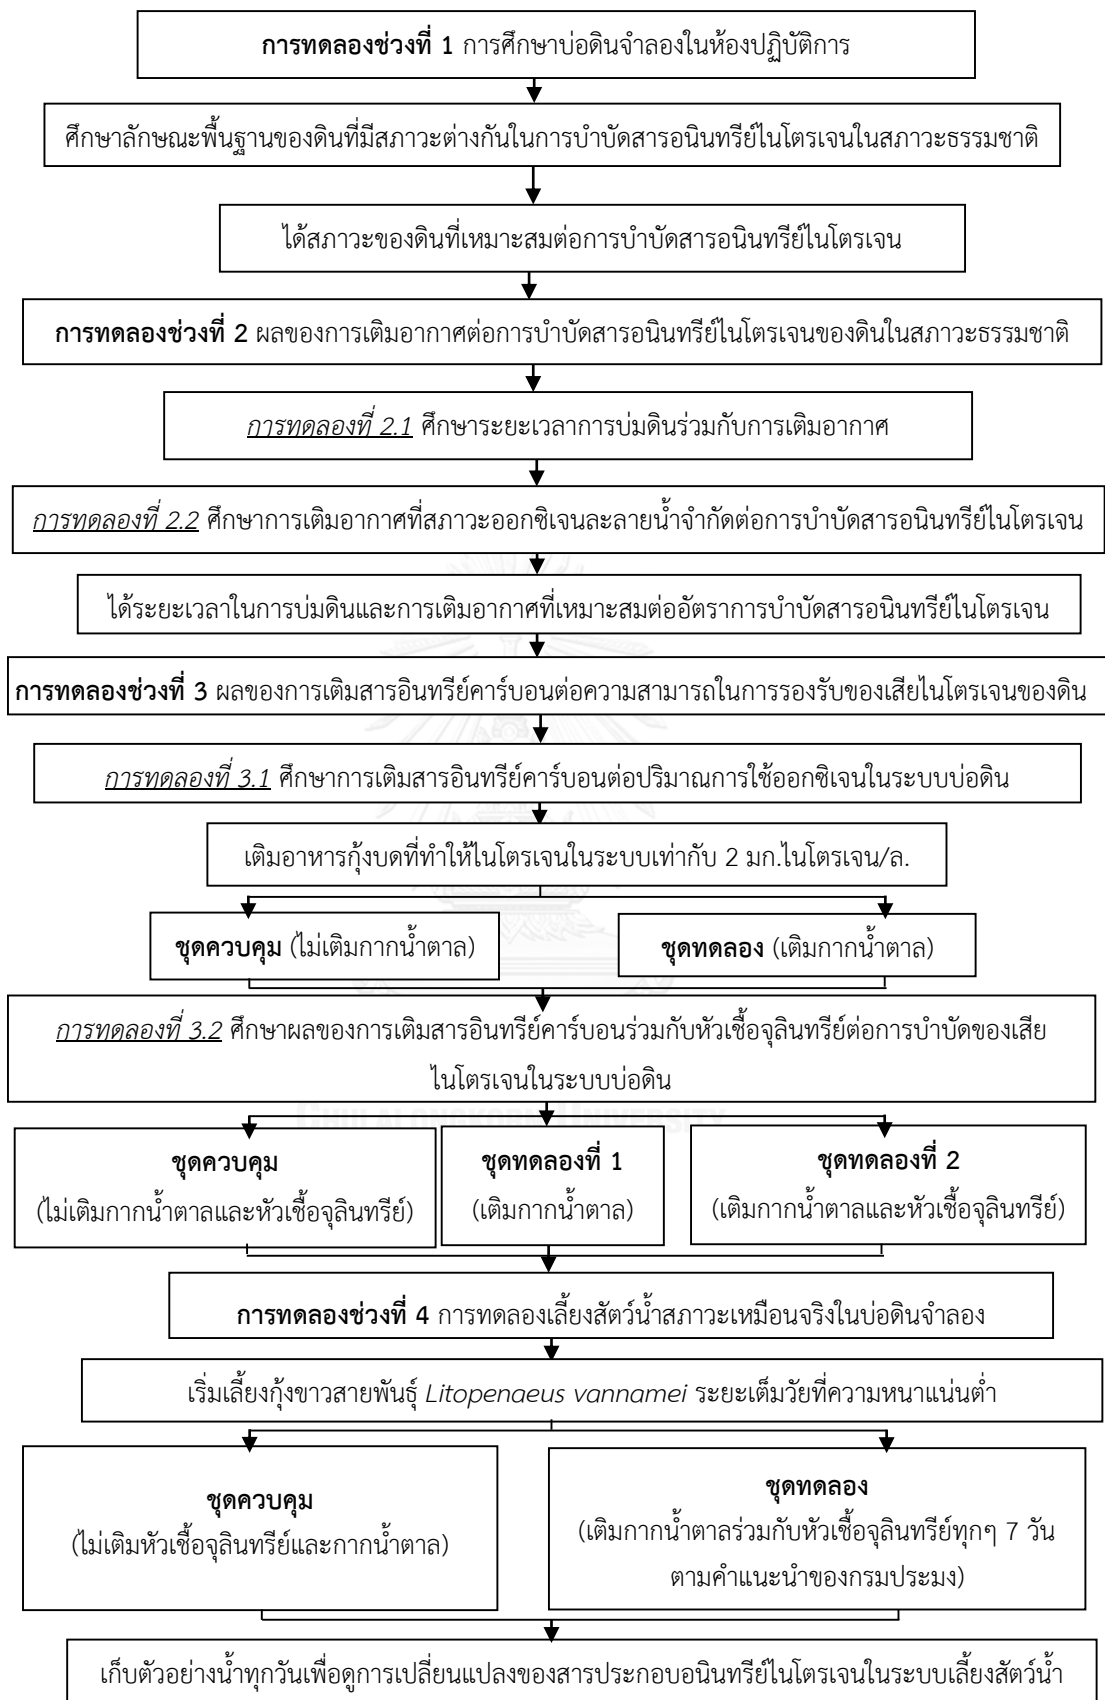 การทดลองช่วงที่ 1 การศึกษาบ่อดินจำลองในห้องปฏิบัติการ
ศึกษาลักษณะพื้นฐานของดินที่มีสภาวะต่างกันในการบำบัดสารอนินทรีย์ไนโตรเจนในสภาวะธรรมชาติ
ได้สภาวะของดินที่เหมาะสมต่อการบำบัดสารอนินทรีย์ไนโตรเจน
การทดลองช่วงที่ 2 ผลของการเติมอากาศต่อการบำบัดสารอนินทรีย์ไนโตรเจนของดินในสภาวะธรรมชาติ
การทดลองที่ 2.1 ศึกษาระยะเวลาการบ่มดินร่วมกับการเติมอากาศ
การทดลองที่ 2.2 ศึกษาการเติมอากาศที่สภาวะออกซิเจนละลายน้ำจำกัดต่อการบำบัดสารอนินทรีย์ไนโตรเจน
ได้ระยะเวลาในการบ่มดินและการเติมอากาศที่เหมาะสมต่ออัตราการบำบัดสารอนินทรีย์ไนโตรเจน
การทดลองช่วงที่ 3 ผลของการเติมสารอินทรีย์คาร์บอนต่อความสามารถในการรองรับของเสียไนโตรเจนของดิน
การทดลองที่ 3.1 ศึกษาการเติมสารอินทรีย์คาร์บอนต่อปริมาณการใช้ออกซิเจนในระบบบ่อดิน
เติมอาหารกุ้งบดที่ทำให้ไนโตรเจนในระบบเท่ากับ 2 มก.ไนโตรเจน/ล.
ชุดควบคุม (ไม่เติมกากน้ำตาล)
ชุดทดลอง (เติมกากน้ำตาล)
การทดลองที่ 3.2 ศึกษาผลของการเติมสารอินทรีย์คาร์บอนร่วมกับหัวเชื้อจุลินทรีย์ต่อการบำบัดของเสีย
ไนโตรเจนในระบบบ่อดิน
CHULALONGKORN UNIVERSITY
ชุดควบคุม
(ไม่เติมกากน้ำตาลและหัวเชื้อจุลินทรีย์)
ชุดทดลองที่ 1
(เติมกากน้ำตาล)
ชุดทดลองที่ 2
(เติมกากน้ำตาลและหัวเชื้อจุลินทรีย์)
การทดลองช่วงที่ 4 การทดลองเลี้ยงสัตว์น้ำสภาวะเหมือนจริงในบ่อดินจำลอง
เริ่มเลี้ยงกุ้งขาวสายพันธุ์ Litopenaeus vannamei ระยะเต็มวัยที่ความหนาแน่นต่ำ
ชุดควบคุม
(ไม่เติมหัวเชื้อจุลินทรีย์และกากน้ำตาล)
ชุดทดลอง
(เติมกากน้ำตาลร่วมกับหัวเชื้อจุลินทรีย์ทุกๆ 7 วัน
ตามคำแนะนำของกรมประมง)
เก็บตัวอย่างน้ำทุกวันเพื่อดูการเปลี่ยนแปลงของสารประกอบอนินทรีย์ไนโตรเจนในระบบเลี้ยงสัตว์น้ำ